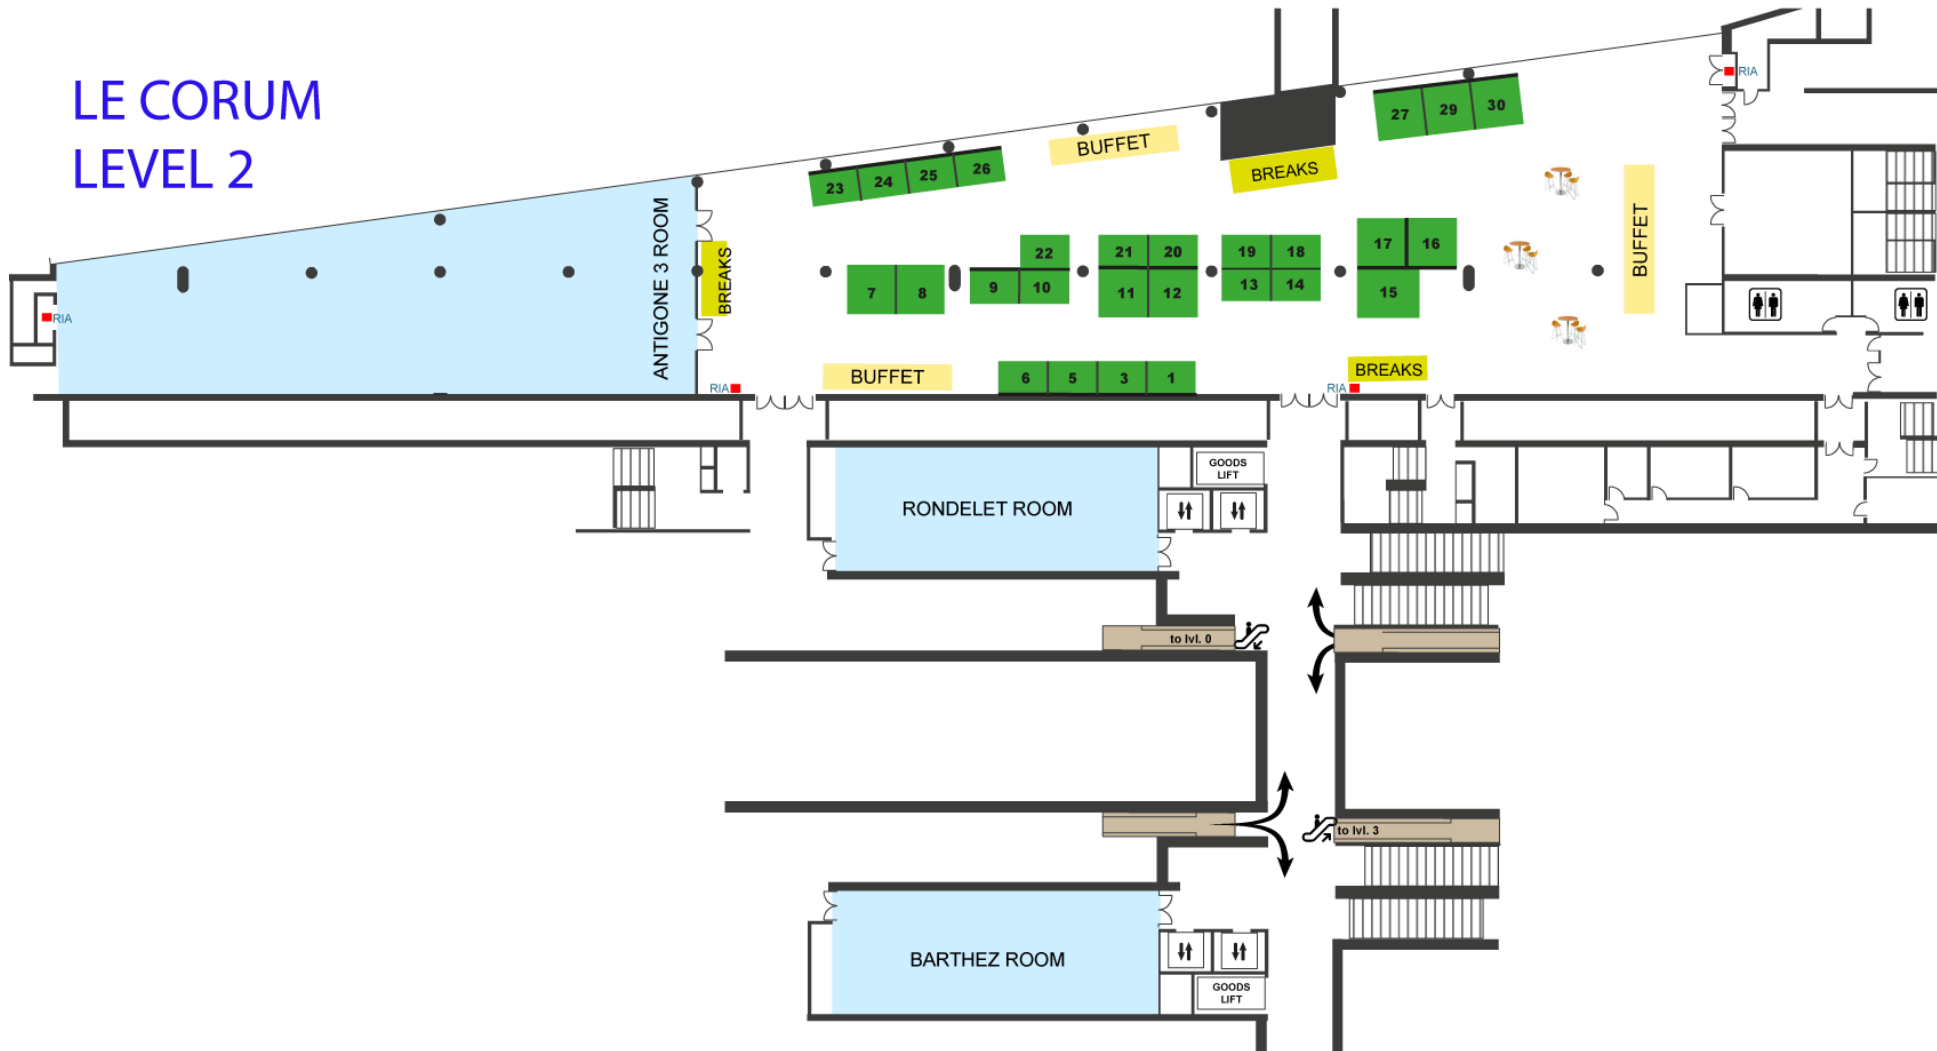 LE CORUM
LEVEL 2
RIA
27 29 30
BUFFET
BREAKS
23 24 25 26
ANTIGONE 3 ROOM
BREAKS
22
21 20
19 18
17 16
BUFFET
7 8
9 10
11 12
13 14
15
RIA
BUFFET
6 5 3 1
BREAKS
RIA
RIA
GOODS
LIFT
RONDELET ROOM
to lvl. 0
to lvl. 3
BARTHEZ ROOM
GOODS
LIFT